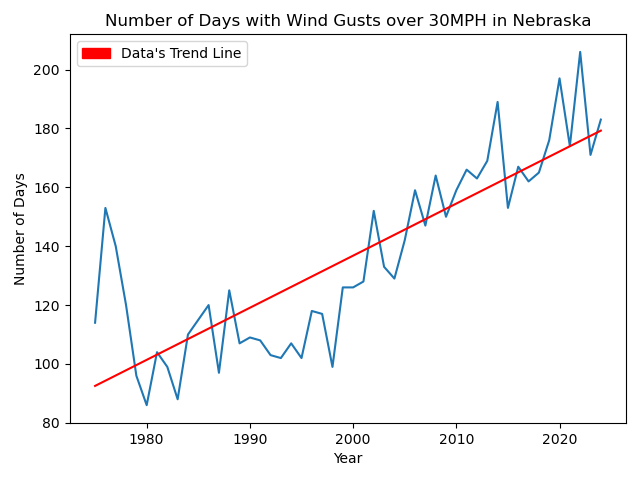 Number of Days with Wind Gusts over 30MPH in Nebraska
Data's Trend Line
200
180
160
140
120
100
80
Number of Days
1980 1990 2000 2010 2020
Year